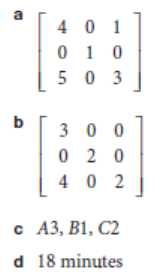 a
4 0 1
0 1 0
5 0 3
b
3 0 0
0 2 0
4 0 2
c A3, B1, C2
d 18 minutes